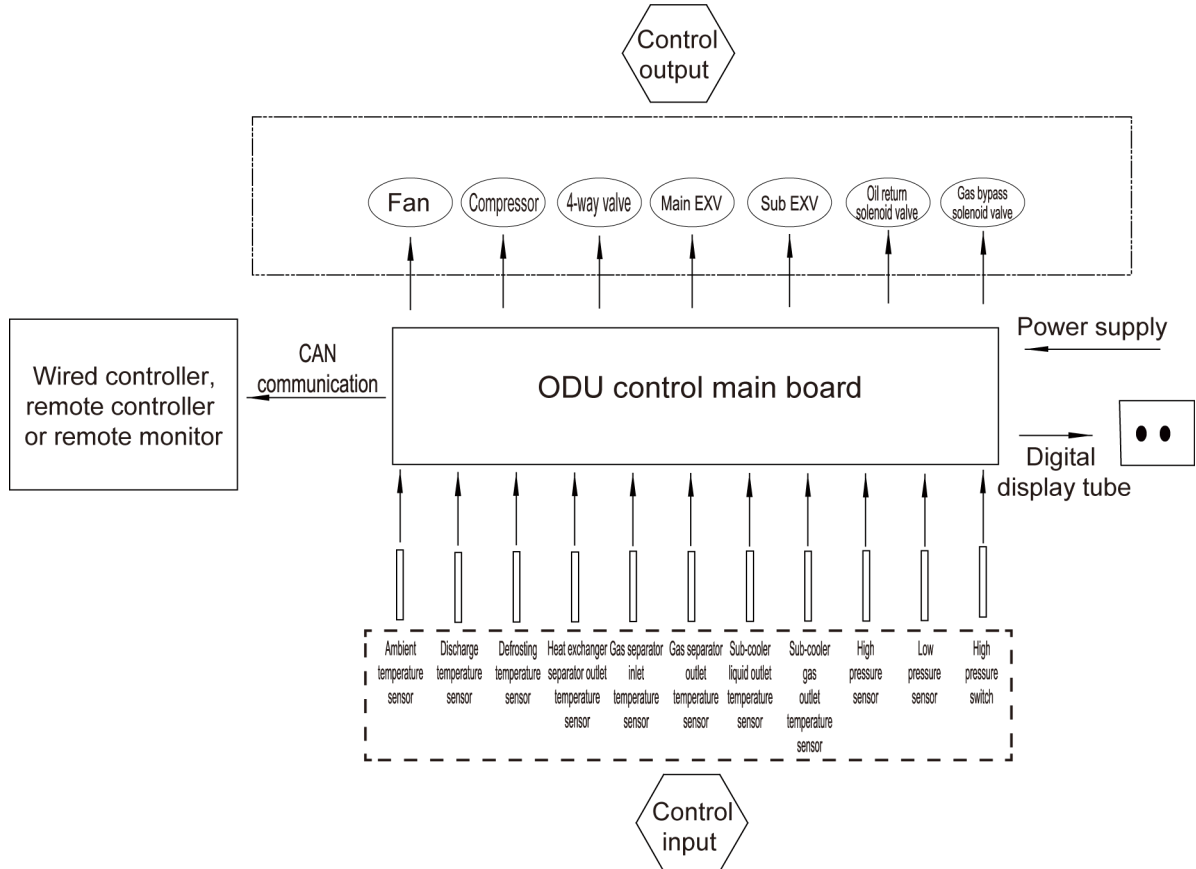 Control
output
Fan
Compressor
4-way valve
Main EXV
Sub EXV
Oil return
solenoid valve
Gas bypass
solenoid valve
Wired controller,
remote controller
or remote monitor
CAN
communication
ODU control main board
Power supply
Digital
display tube
Ambient
temperature
sensor
Discharge
temperature
sensor
Defrosting
temperature
sensor
Heat exchanger
separator outlet
temperature
sensor
Gas separator
inlet
temperature
sensor
Gas separator
outlet
temperature
sensor
Sub-cooler
liquid outlet
temperature
sensor
Sub-cooler
gas
outlet
temperature
sensor
High
pressure
sensor
Low
pressure
sensor
High
pressure
switch
Control
input